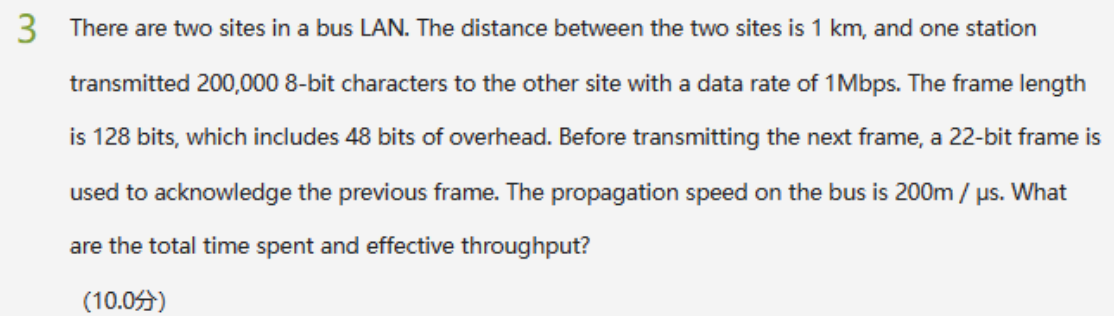 3 There are two sites in a bus LAN. The distance between the two sites is 1 km, and one station
transmitted 200,000 8-bit characters to the other site with a data rate of 1Mbps. The frame length
is 128 bits, which includes 48 bits of overhead. Before transmitting the next frame, a 22-bit frame is
used to acknowledge the previous frame. The propagation speed on the bus is 200m / μs. What
are the total time spent and effective throughput?
(10.0分)